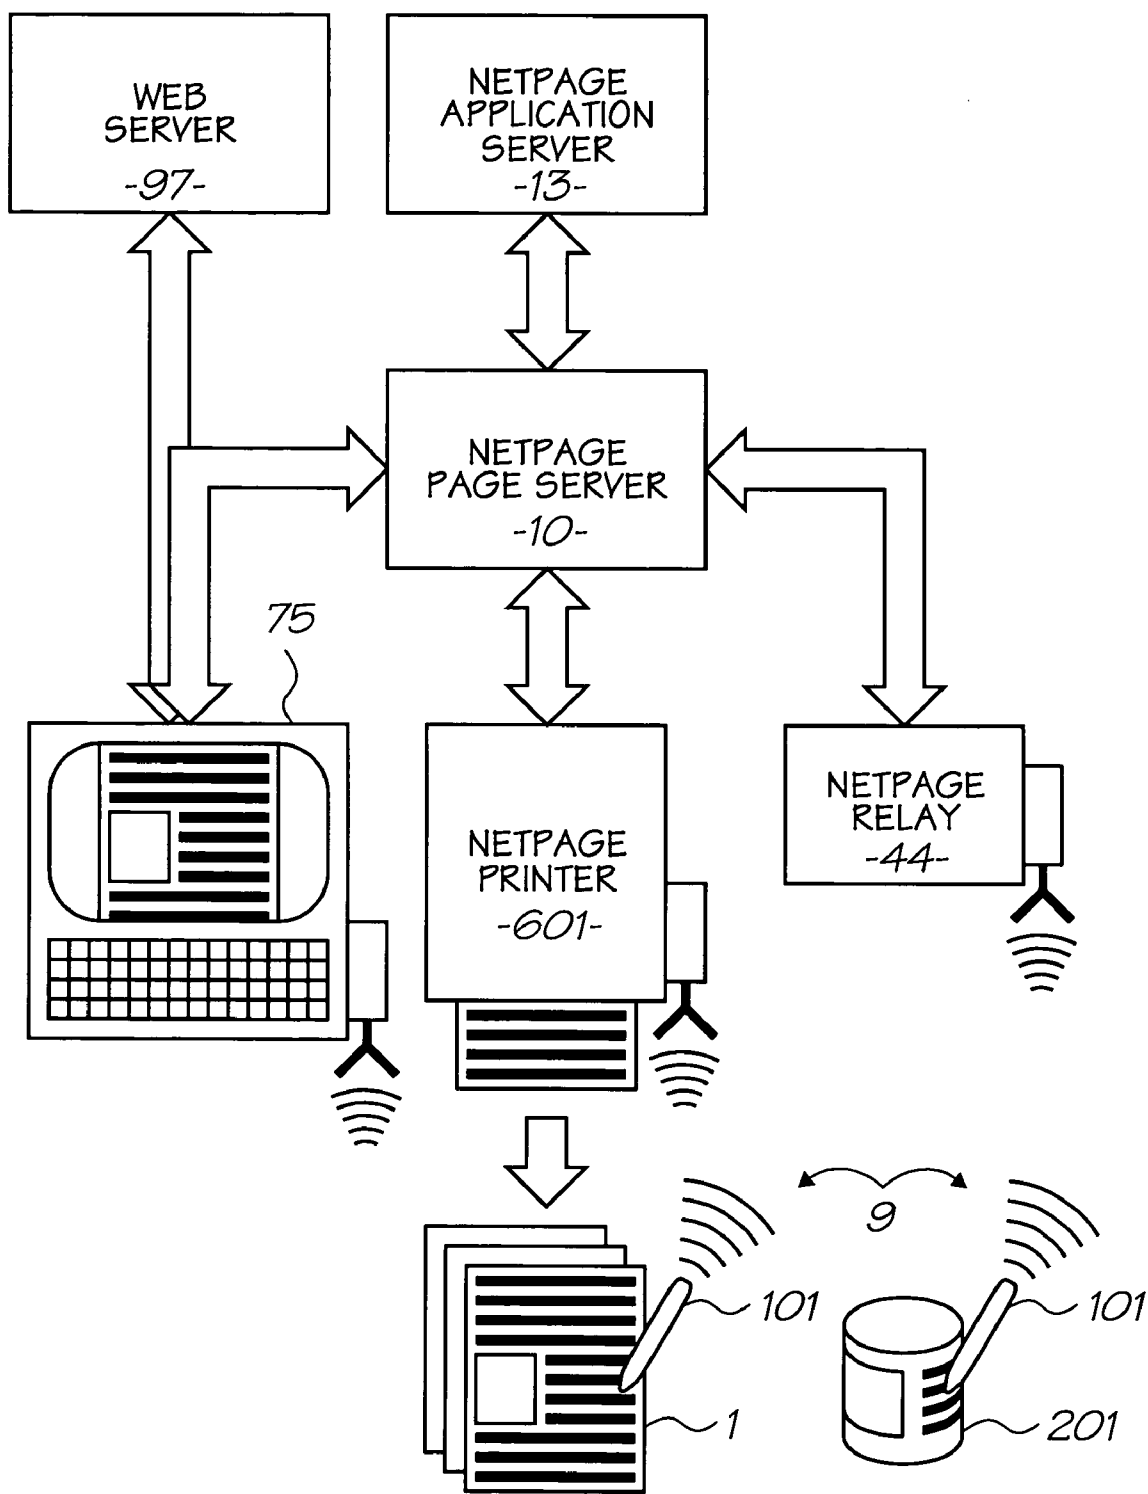 WEB
SERVER
-97-
NETPAGE
APPLICATION
SERVER
-13-
NETPAGE
PAGE SERVER
-10-
75
NETPAGE
PRINTER
-601-
NETPAGE
RELAY
-44-
9
101
101
1
201